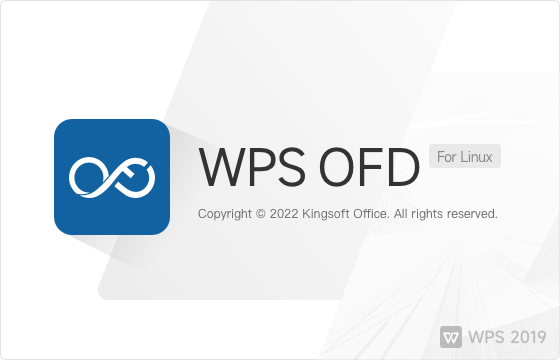 WPS OFD For Linux
Copyright © 2022 Kingsoft Office. All rights reserved.
WPS 2019